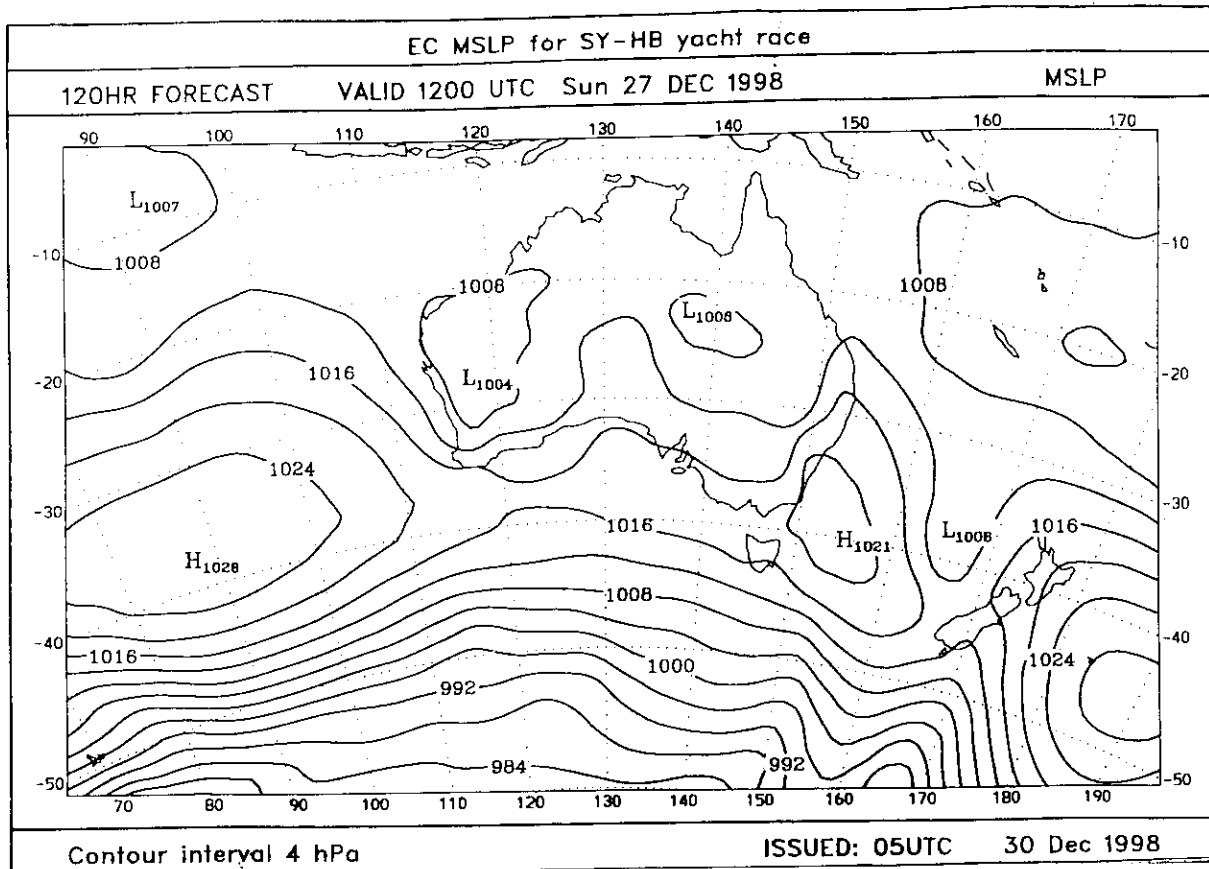 EC MSLP for SY-HB yacht race
120HR FORECAST VALID 1200 UTC Sun 27 DEC 1998 MSLP
90 100 110 120 130 140 150 160 170
L1007
-10 1008 1008 1008 -10
L1006
-20 1016 L1004 -20
1024
-30 1016 L1008 1016 -30
H1028 H1021
1008
-40 1016 1000 1024 -40
992
-50 984 992 -50
70 80 90 100 110 120 130 140 150 160 170 180 190
Contour interval 4 hPa ISSUED: 05UTC 30 Dec 1998